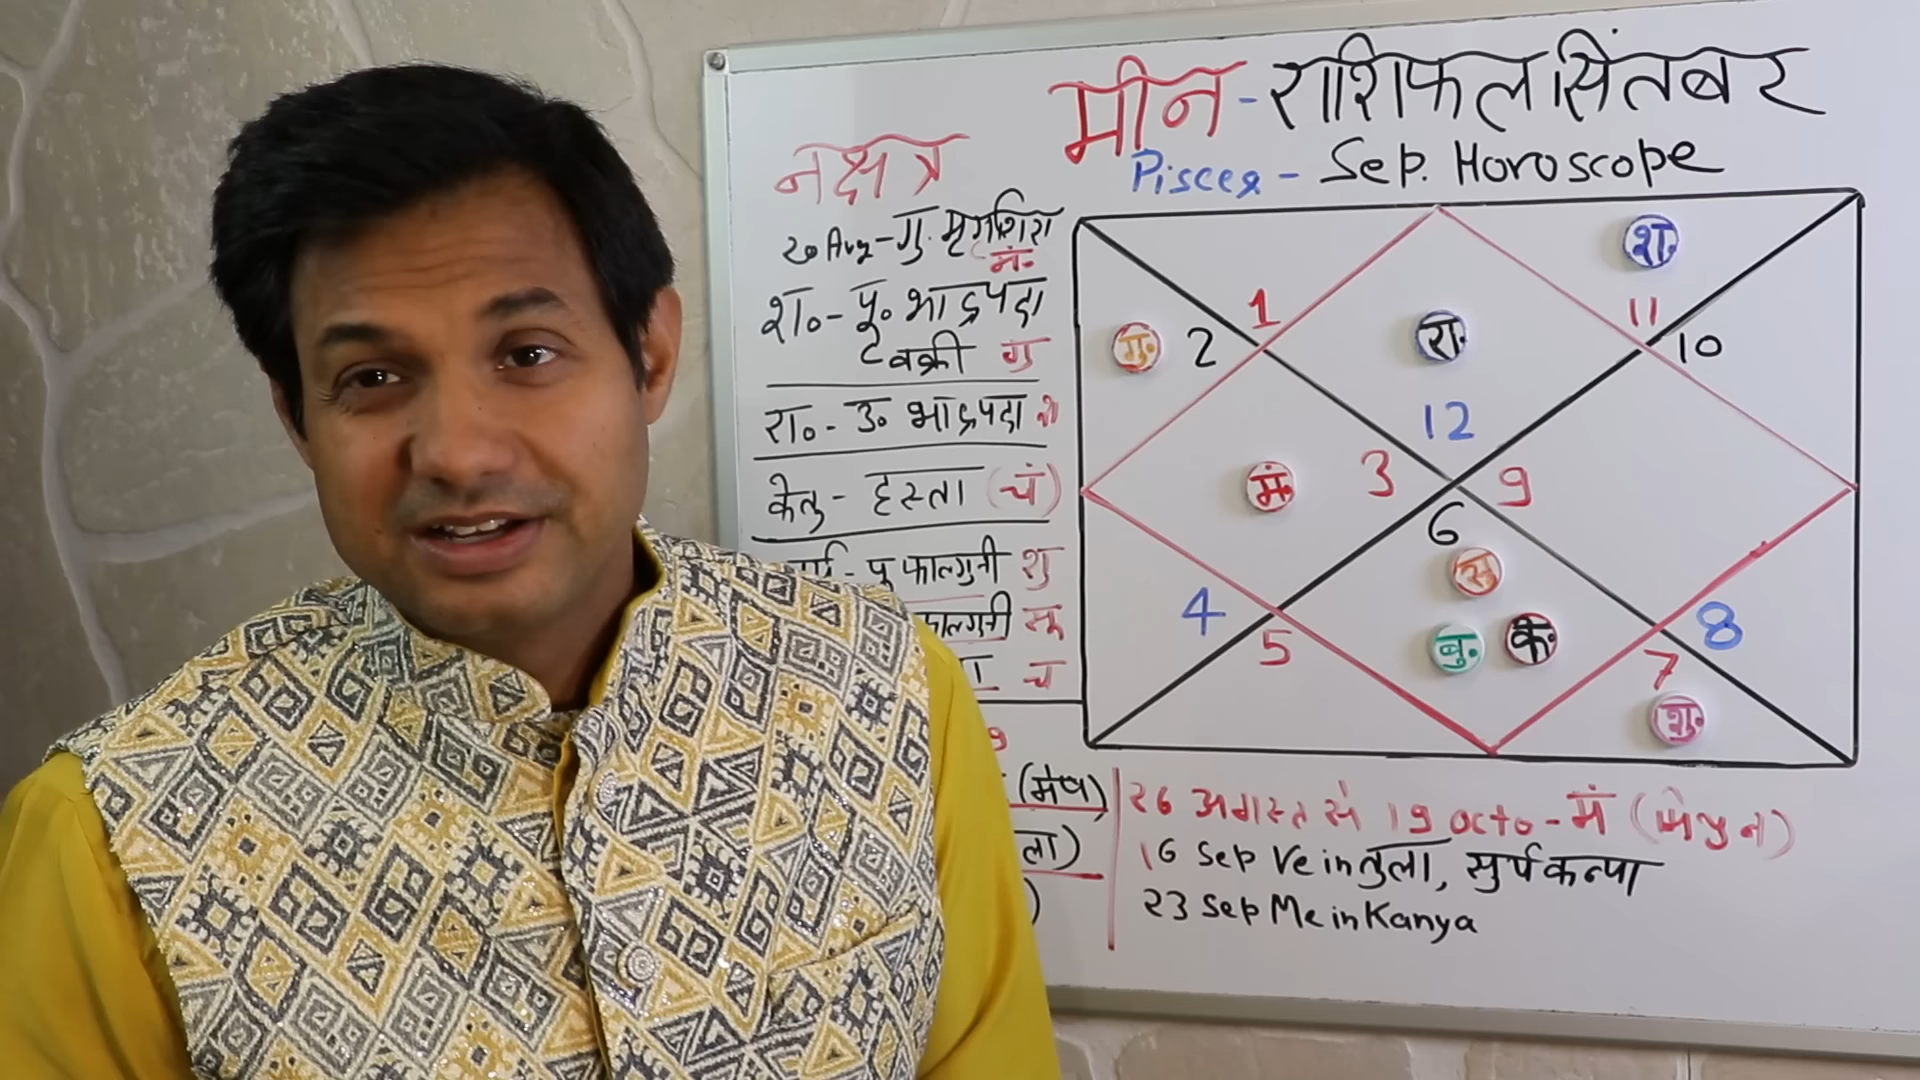 मीन - राशिफल सितंबर
Pisces - Sep. Horoscope
नक्षत्र
20 Aug - गु. मृगशिरा
मं.
श० - पू० भाद्रपदा
वक्री गु
रा० - उ० भाद्रपदा श
केतु - हस्ता (चं)
पू फाल्गुनी शु
फाल्गुनी सू
च
श.
1
11
गु.
2
रा.
10
12
मं.
3
9
6
सु.
4
5
बु.
के.
8
7
शु.
(मेष)
ला)
26 अगस्त से 19 Octo - मं (मिथुन)
16 Sep Ve in तुला, सुर्य कन्या
23 Sep Me in Kanya